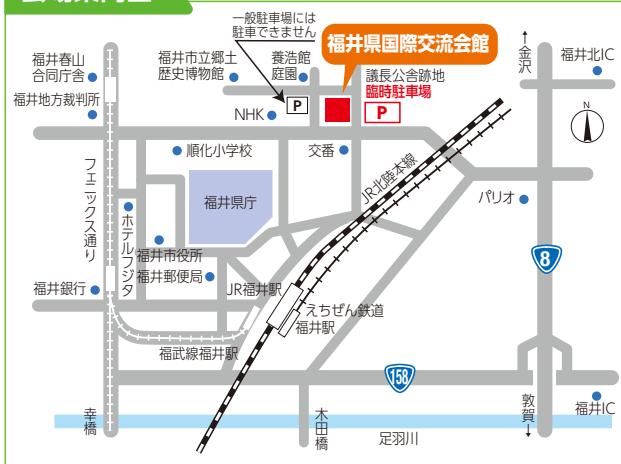 一般駐車場には
駐車できません
福井県国際交流会館
↑金沢
福井北IC
福井春山
合同庁舎
福井市立郷土
歴史博物館
養浩館
庭園
議長公舎跡地
臨時駐車場
P
P
N
福井地方裁判所
NHK
順化小学校
交番
JR北陸本線
フェニックス通り
福井県庁
パリオ
ホテルフジタ
福井市役所
福井郵便局
8
福井銀行
JR福井駅
えちぜん鉄道
福井駅
福武線福井駅
158
幸橋
木田橋
足羽川
敦賀↓
福井IC